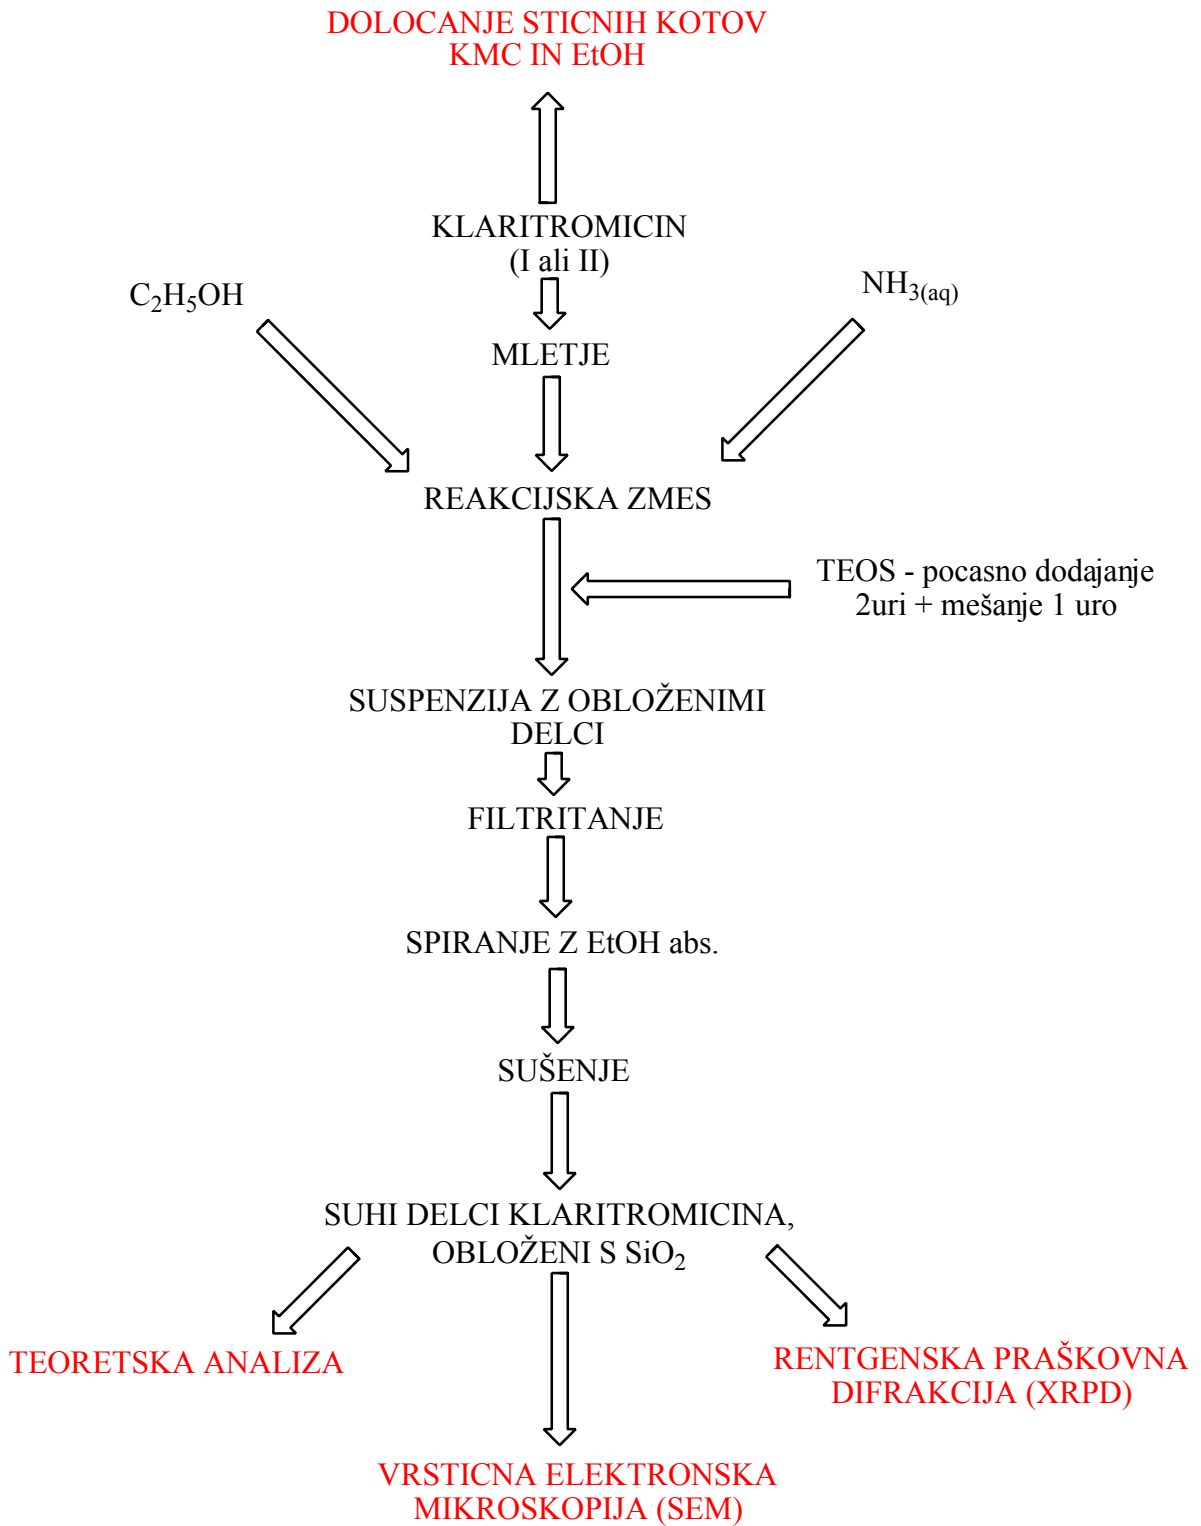 DOLOCANJE STICNIH KOTOV
KMC IN EtOH
KLARITROMICIN
(I ali II)
C₂H₅OH
NH₃₍aq₎
MLETJE
REAKCIJSKA ZMES
TEOS - pocasno dodajanje
2uri + mešanje 1 uro
SUSPENZIJA Z OBLOŽENIMI
DELCI
FILTRITANJE
SPIRANJE Z EtOH abs.
SUŠENJE
SUHI DELCI KLARITROMICINA,
OBLOŽENI S SiO₂
TEORETSKA ANALIZA
RENTGENSKA PRAŠKOVNA
DIFRAKCIJA (XRPD)
VRSTICNA ELEKTRONSKA
MIKROSKOPIJA (SEM)